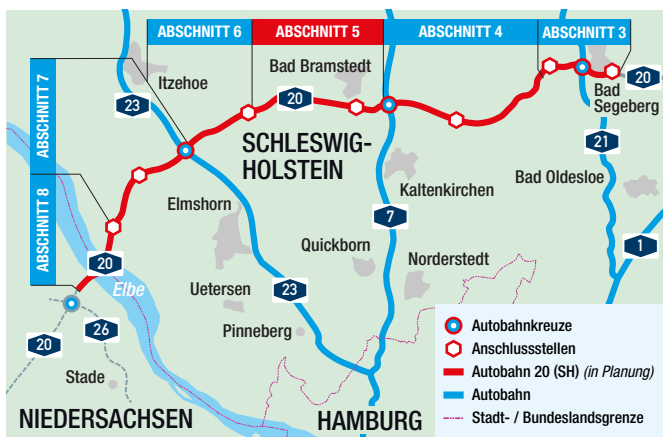 ABSCHNITT 6
ABSCHNITT 5
ABSCHNITT 4
ABSCHNITT 3
ABSCHNITT 7
ABSCHNITT 8
Itzehoe
Bad Bramstedt
20
Bad
Segeberg
23
20
SCHLESWIG-
HOLSTEIN
21
Bad Oldesloe
Kaltenkirchen
Elmshorn
7
1
Quickborn
Norderstedt
20
Elbe
Uetersen
23
Pinneberg
26
20
Stade
NIEDERSACHSEN
HAMBURG
Autobahnkreuze
Anschlussstellen
Autobahn 20 (SH) (in Planung)
Autobahn
Stadt- / Bundeslandsgrenze